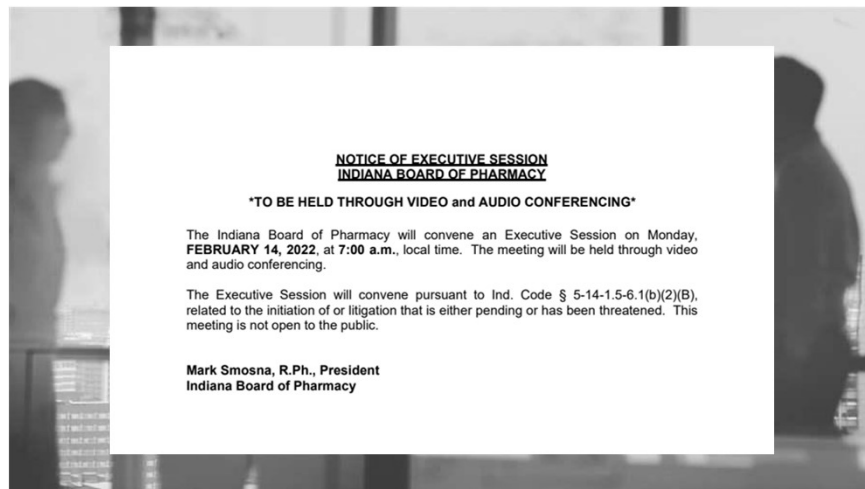 NOTICE OF EXECUTIVE SESSION
INDIANA BOARD OF PHARMACY
*TO BE HELD THROUGH VIDEO and AUDIO CONFERENCING*
The Indiana Board of Pharmacy will convene an Executive Session on Monday,
FEBRUARY 14, 2022, at 7:00 a.m., local time. The meeting will be held through video
and audio conferencing.
The Executive Session will convene pursuant to Ind. Code § 5-14-1.5-6.1(b)(2)(B),
related to the initiation of or litigation that is either pending or has been threatened. This
meeting is not open to the public.
Mark Smosna, R.Ph., President
Indiana Board of Pharmacy